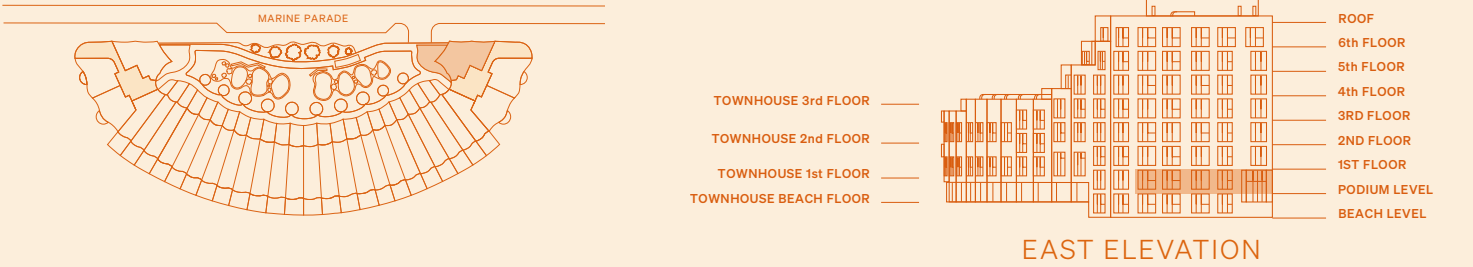 MARINE PARADE
TOWNHOUSE 3rd FLOOR
TOWNHOUSE 2nd FLOOR
TOWNHOUSE 1st FLOOR
TOWNHOUSE BEACH FLOOR
ROOF
6th FLOOR
5th FLOOR
4th FLOOR
3RD FLOOR
2ND FLOOR
1ST FLOOR
PODIUM LEVEL
BEACH LEVEL
EAST ELEVATION